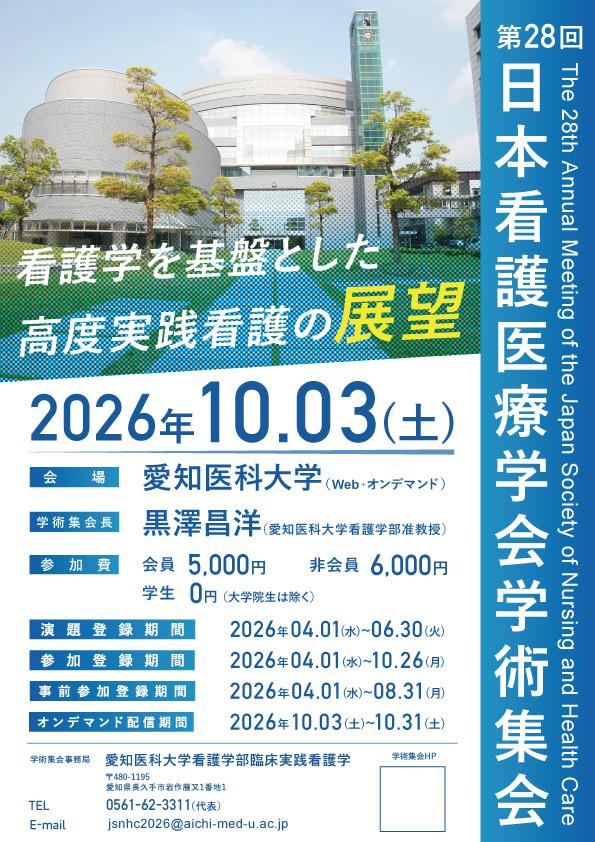 第28回
日本看護医療学会学術集会
The 28th Annual Meeting of the Japan Society of Nursing and Health Care
看護学を基盤とした
高度実践看護の展望
2026年10.03(土)
会場 愛知医科大学(Web+オンデマンド)
学術集会長 黒澤昌洋(愛知医科大学看護学部准教授)
参加費 会員 5,000円 非会員 6,000円
学生 0円(大学院生は除く)
演題登録期間 2026年04.01(水)~06.30(火)
参加登録期間 2026年04.01(水)~10.26(月)
事前参加登録期間 2026年04.01(水)~08.31(月)
オンデマンド配信期間 2026年10.03(土)~10.31(土)
学術集会事務局 愛知医科大学看護学部臨床実践看護学
〒480-1195
愛知県長久手市岩作雁又1番地1
TEL 0561-62-3311(代表)
E-mail jsnhc2026@aichi-med-u.ac.jp
学術集会HP